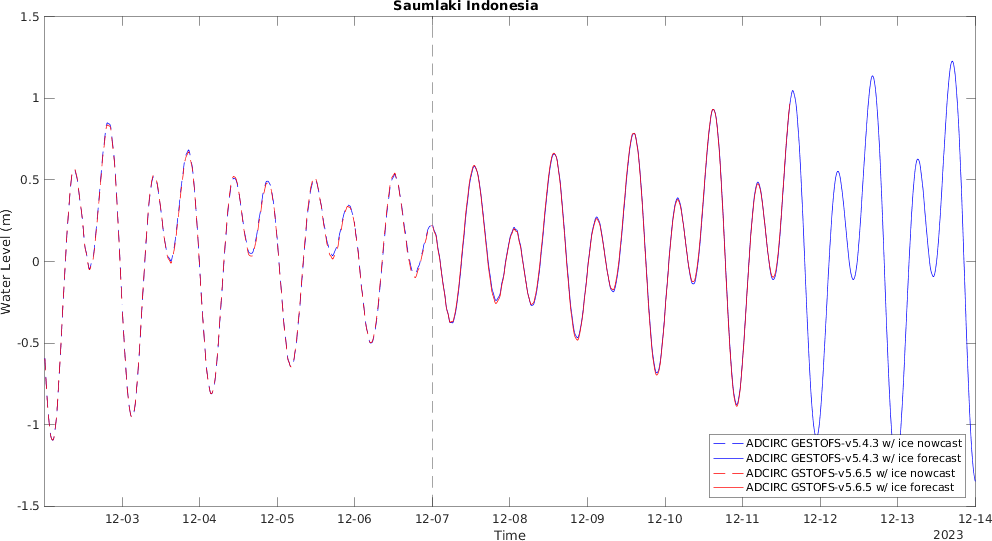 Saumlaki Indonesia
1.5
1
0.5
0
-0.5
-1
-1.5
Water Level (m)
ADCIRC GESTOFS-v5.4.3 w/ ice nowcast
ADCIRC GESTOFS-v5.4.3 w/ ice forecast
ADCIRC GSTOFS-v5.6.5 w/ ice nowcast
ADCIRC GSTOFS-v5.6.5 w/ ice forecast
12-03 12-04 12-05 12-06 12-07 12-08 12-09 12-10 12-11 12-12 12-13 12-14
Time
2023